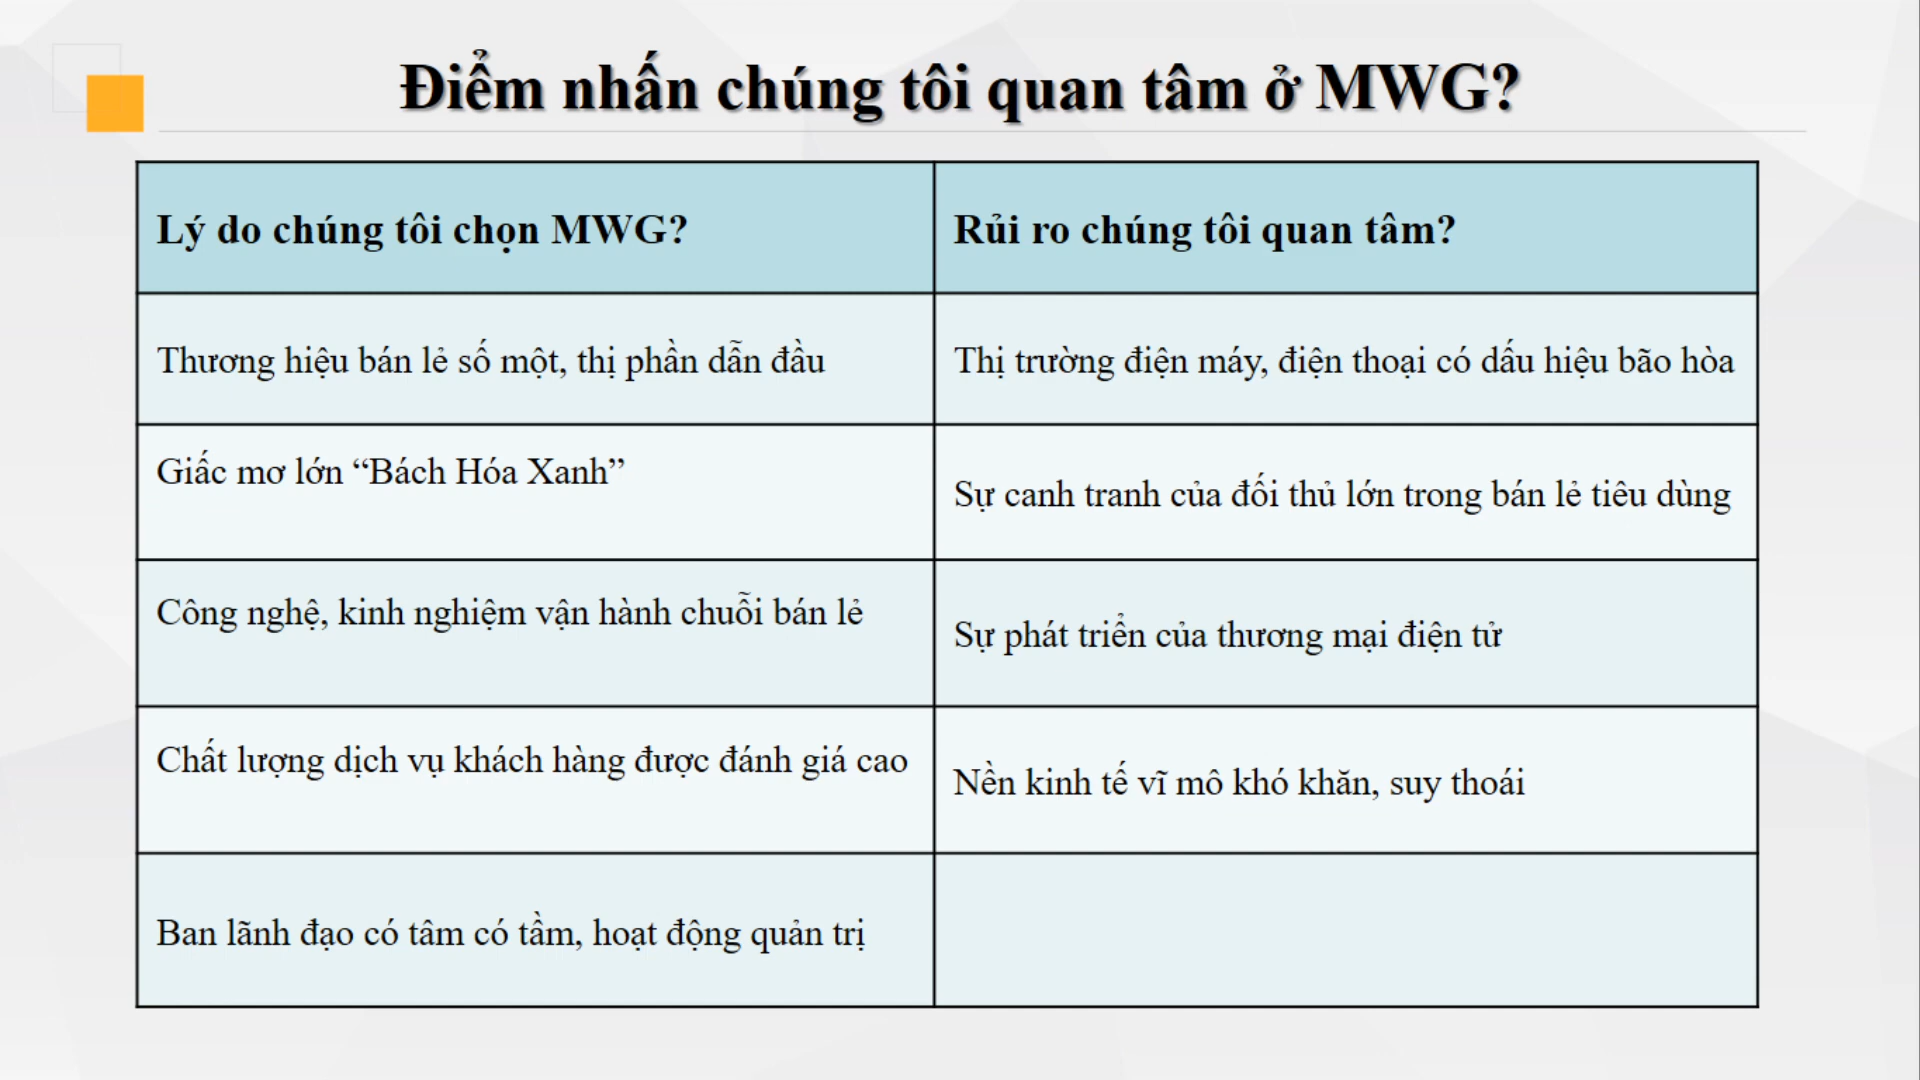 Điểm nhấn chúng tôi quan tâm ở MWG?
Lý do chúng tôi chọn MWG?
Rủi ro chúng tôi quan tâm?
Thương hiệu bán lẻ số một, thị phần dẫn đầu
Thị trường điện máy, điện thoại có dấu hiệu bão hòa
Giấc mơ lớn “Bách Hóa Xanh”
Sự canh tranh của đối thủ lớn trong bán lẻ tiêu dùng
Công nghệ, kinh nghiệm vận hành chuỗi bán lẻ
Sự phát triển của thương mại điện tử
Chất lượng dịch vụ khách hàng được đánh giá cao
Nền kinh tế vĩ mô khó khăn, suy thoái
Ban lãnh đạo có tâm có tầm, hoạt động quản trị